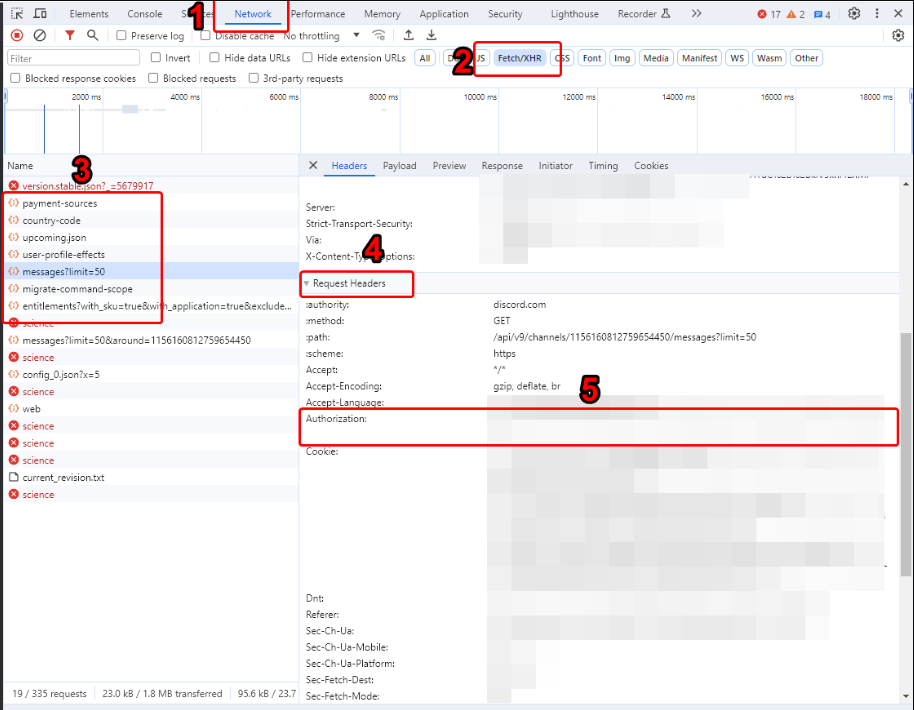 Elements Console Sources Network Performance Memory Application Security Lighthouse Recorder 17 2 4
1
Preserve log Disable cache No throttling
Filter Invert Hide data URLs Hide extension URLs All JS Fetch/XHR CSS Font Img Media Manifest WS Wasm Other
2
Blocked response cookies Blocked requests 3rd-party requests
2000 ms 4000 ms 6000 ms 8000 ms 10000 ms 12000 ms 14000 ms 16000 ms 18000 ms
Name
3
Headers Payload Preview Response Initiator Timing Cookies
version.stable.json?_=5679917
payment-sources
country-code
upcoming.json
user-profile-effects
messages?limit=50
migrate-command-scope
entitlements?with_sku=true&with_application=true&exclude...
science
messages?limit=50&around=1156160812759654450
science
config_0.json?x=5
science
web
science
science
science
current_revision.txt
science
19 / 335 requests 23.0 kB / 1.8 MB transferred 95.6 kB / 23.7
Server:
Strict-Transport-Security:
Via:
X-Content-Type-Options:
4
Request Headers
:authority: discord.com
:method: GET
:path: /api/v9/channels/1156160812759654450/messages?limit=50
:scheme: https
Accept: */*
Accept-Encoding: gzip, deflate, br
5
Accept-Language:
Authorization:
Cookie:
Dnt:
Referer:
Sec-Ch-Ua:
Sec-Ch-Ua-Mobile:
Sec-Ch-Ua-Platform:
Sec-Fetch-Dest:
Sec-Fetch-Mode: